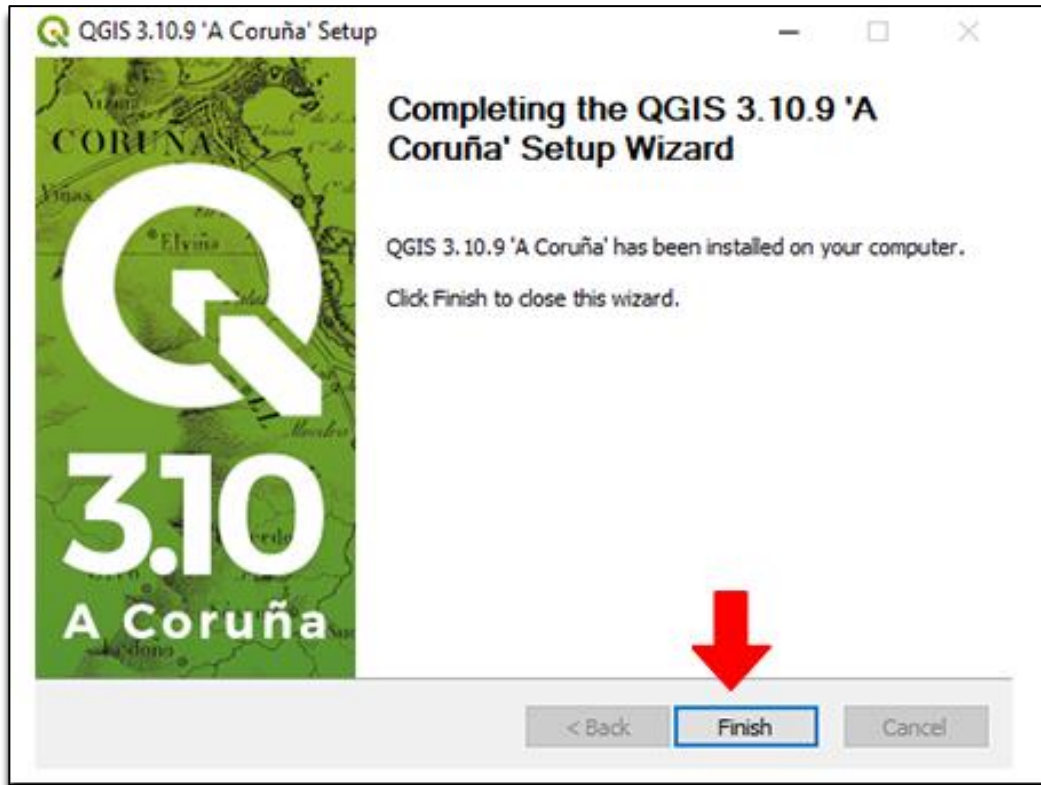 QGIS 3.10.9 'A Coruña' Setup
CORUNA
Elvina
3.10
A Coruña
Completing the QGIS 3.10.9 'A
Coruña' Setup Wizard
QGIS 3.10.9 'A Coruña' has been installed on your computer.
Click Finish to close this wizard.
< Back
Finish
Cancel